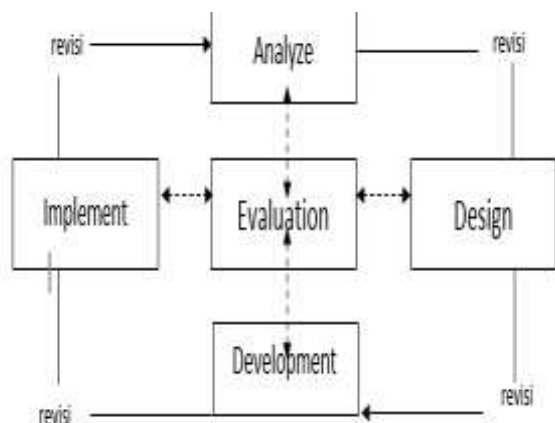 revisi
Analyze
revisi
Implement
Evaluation
Design
Development
revisi
revisi